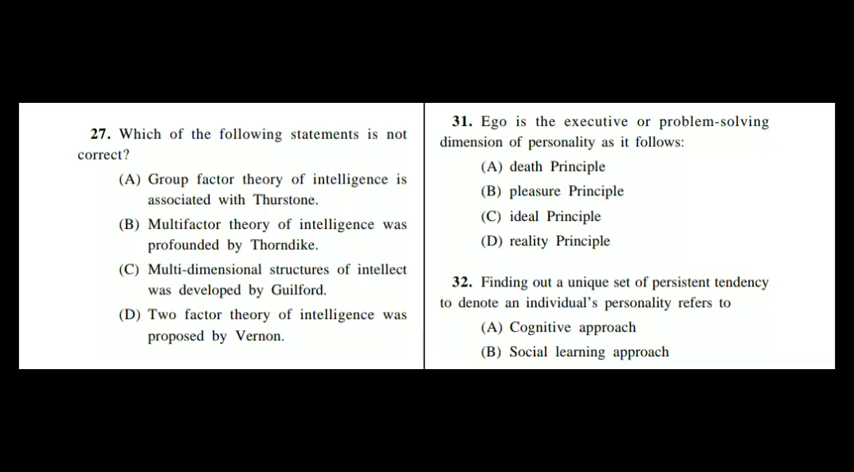 27. Which of the following statements is not
correct?
(A) Group factor theory of intelligence is
associated with Thurstone.
(B) Multifactor theory of intelligence was
profounded by Thorndike.
(C) Multi-dimensional structures of intellect
was developed by Guilford.
(D) Two factor theory of intelligence was
proposed by Vernon.
31. Ego is the executive or problem-solving
dimension of personality as it follows:
(A) death Principle
(B) pleasure Principle
(C) ideal Principle
(D) reality Principle
32. Finding out a unique set of persistent tendency
to denote an individual's personality refers to
(A) Cognitive approach
(B) Social learning approach